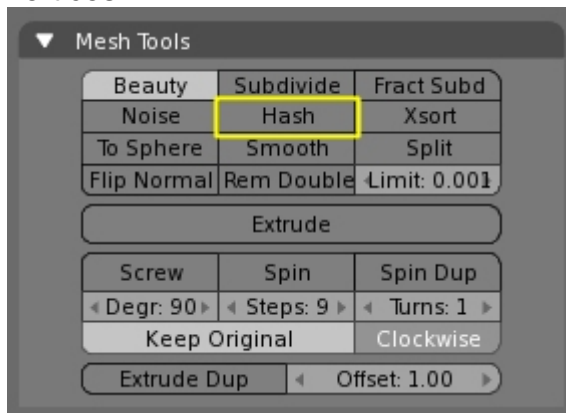 Mesh Tools
Beauty Subdivide Fract Subd
Noise Hash Xsort
To Sphere Smooth Split
Flip Normal Rem Double Limit: 0.001
Extrude
Screw Spin Spin Dup
Degr: 90 Steps: 9 Turns: 1
Keep Original Clockwise
Extrude Dup Offset: 1.00